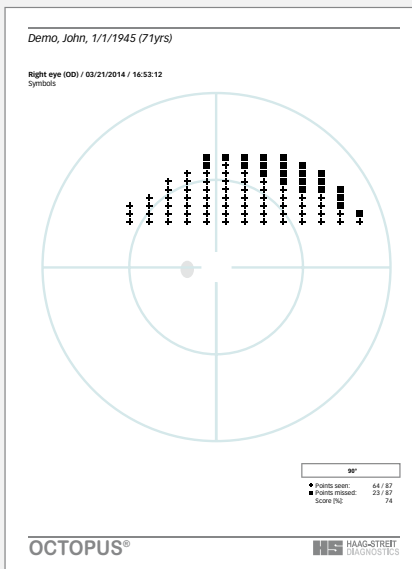 Demo, John, 1/1/1945 (71yrs)
Right eye (OD) / 03/21/2014 / 16:53:12
Symbols
90°
Points seen: 64 / 87
Points missed: 23 / 87
Score [%]: 74
OCTOPUS®
HS HAAG-STREIT
DIAGNOSTICS